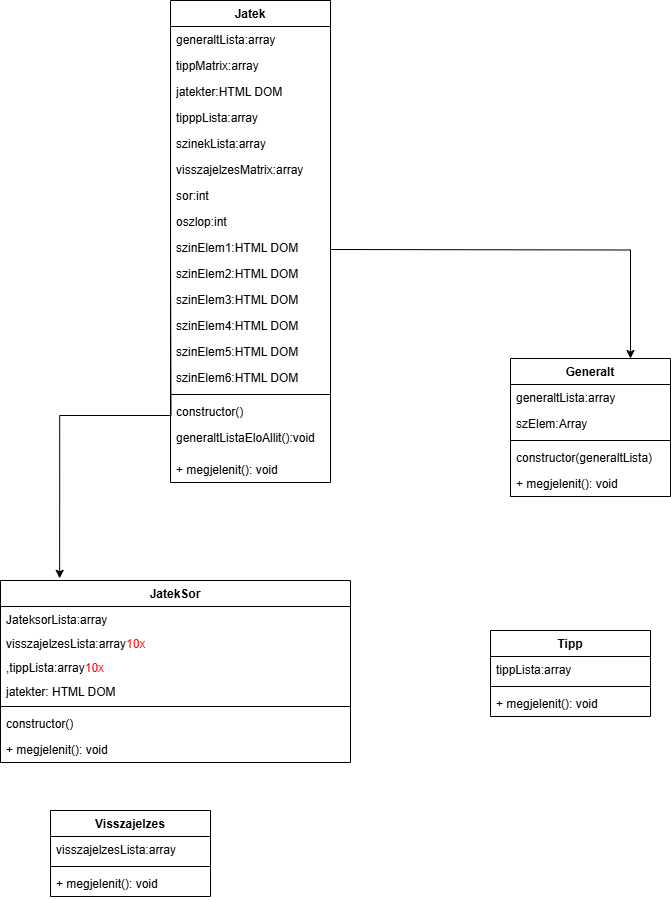 Jatek
generaltLista:array
tippMatrix:array
jatekter:HTML DOM
tipppLista:array
szinekLista:array
visszajelzesMatrix:array
sor:int
oszlop:int
szinElem1:HTML DOM
szinElem2:HTML DOM
szinElem3:HTML DOM
szinElem4:HTML DOM
szinElem5:HTML DOM
szinElem6:HTML DOM
constructor()
generaltListaEloAllit():void
+ megjelenit(): void
Generalt
generaltLista:array
szElem:Array
constructor(generaltLista)
+ megjelenit(): void
JatekSor
JateksorLista:array
visszajelzesLista:array10x
,tippLista:array10x
jatekter: HTML DOM
constructor()
+ megjelenit(): void
Tipp
tippLista:array
+ megjelenit(): void
Visszajelzes
visszajelzesLista:array
+ megjelenit(): void